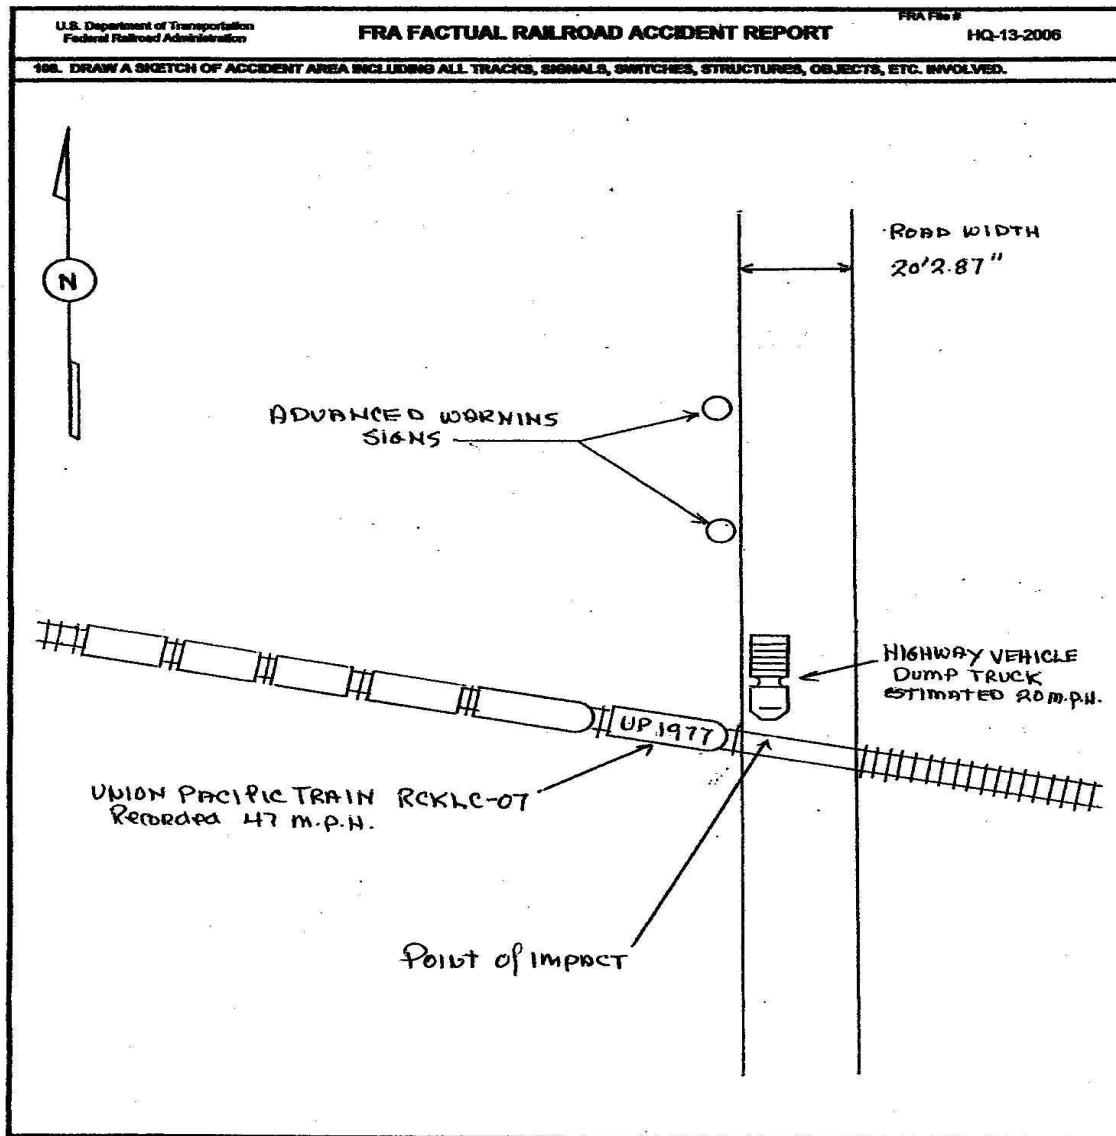 U.S. Department of Transportation
Federal Railroad Administration
FRA FACTUAL RAILROAD ACCIDENT REPORT
FRA File #
HQ-13-2006
108. DRAW A SKETCH OF ACCIDENT AREA INCLUDING ALL TRACKS, SIGNALS, SWITCHES, STRUCTURES, OBJECTS, ETC. INVOLVED.
N
ROAD WIDTH
20'2.87"
ADVANCED WARNINS
SIGNS
HIGHWAY VEHICLE
DUMP TRUCK
ESTIMATED 20 M.P.H.
UP 1977
UNION PACIFIC TRAIN RCKLC-07
Recorded 47 M.P.H.
POINT of IMPACT